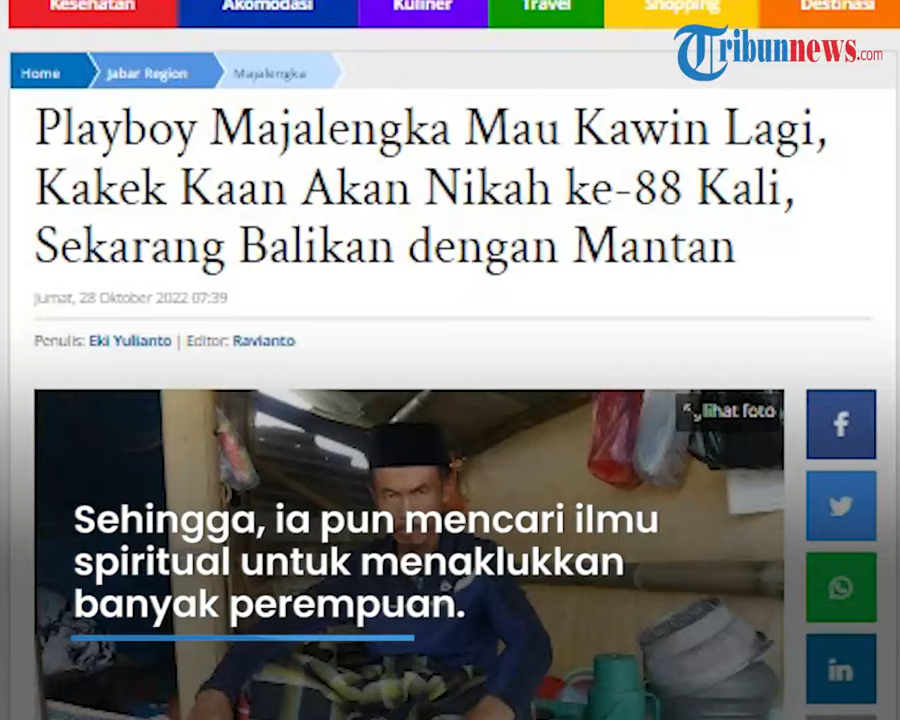 Kesehatan Akomodasi Kuliner Travel Shopping Destinasi
Tribunnews.com
Home Jabar Region Majalengka
Playboy Majalengka Mau Kawin Lagi,
Kakek Kaan Akan Nikah ke-88 Kali,
Sekarang Balikan dengan Mantan
Jumat, 28 Oktober 2022 07:39
Penulis: Eki Yulianto | Editor: Ravianto
lihat foto
Sehingga, ia pun mencari ilmu
spiritual untuk menaklukkan
banyak perempuan.